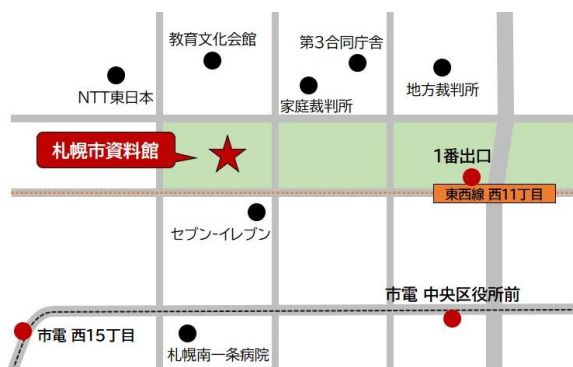 教育文化会館
第3合同庁舎
NTT東日本
家庭裁判所
地方裁判所
札幌市資料館
1番出口
東西線 西11丁目
セブン-イレブン
市電 中央区役所前
市電 西15丁目
札幌南一条病院